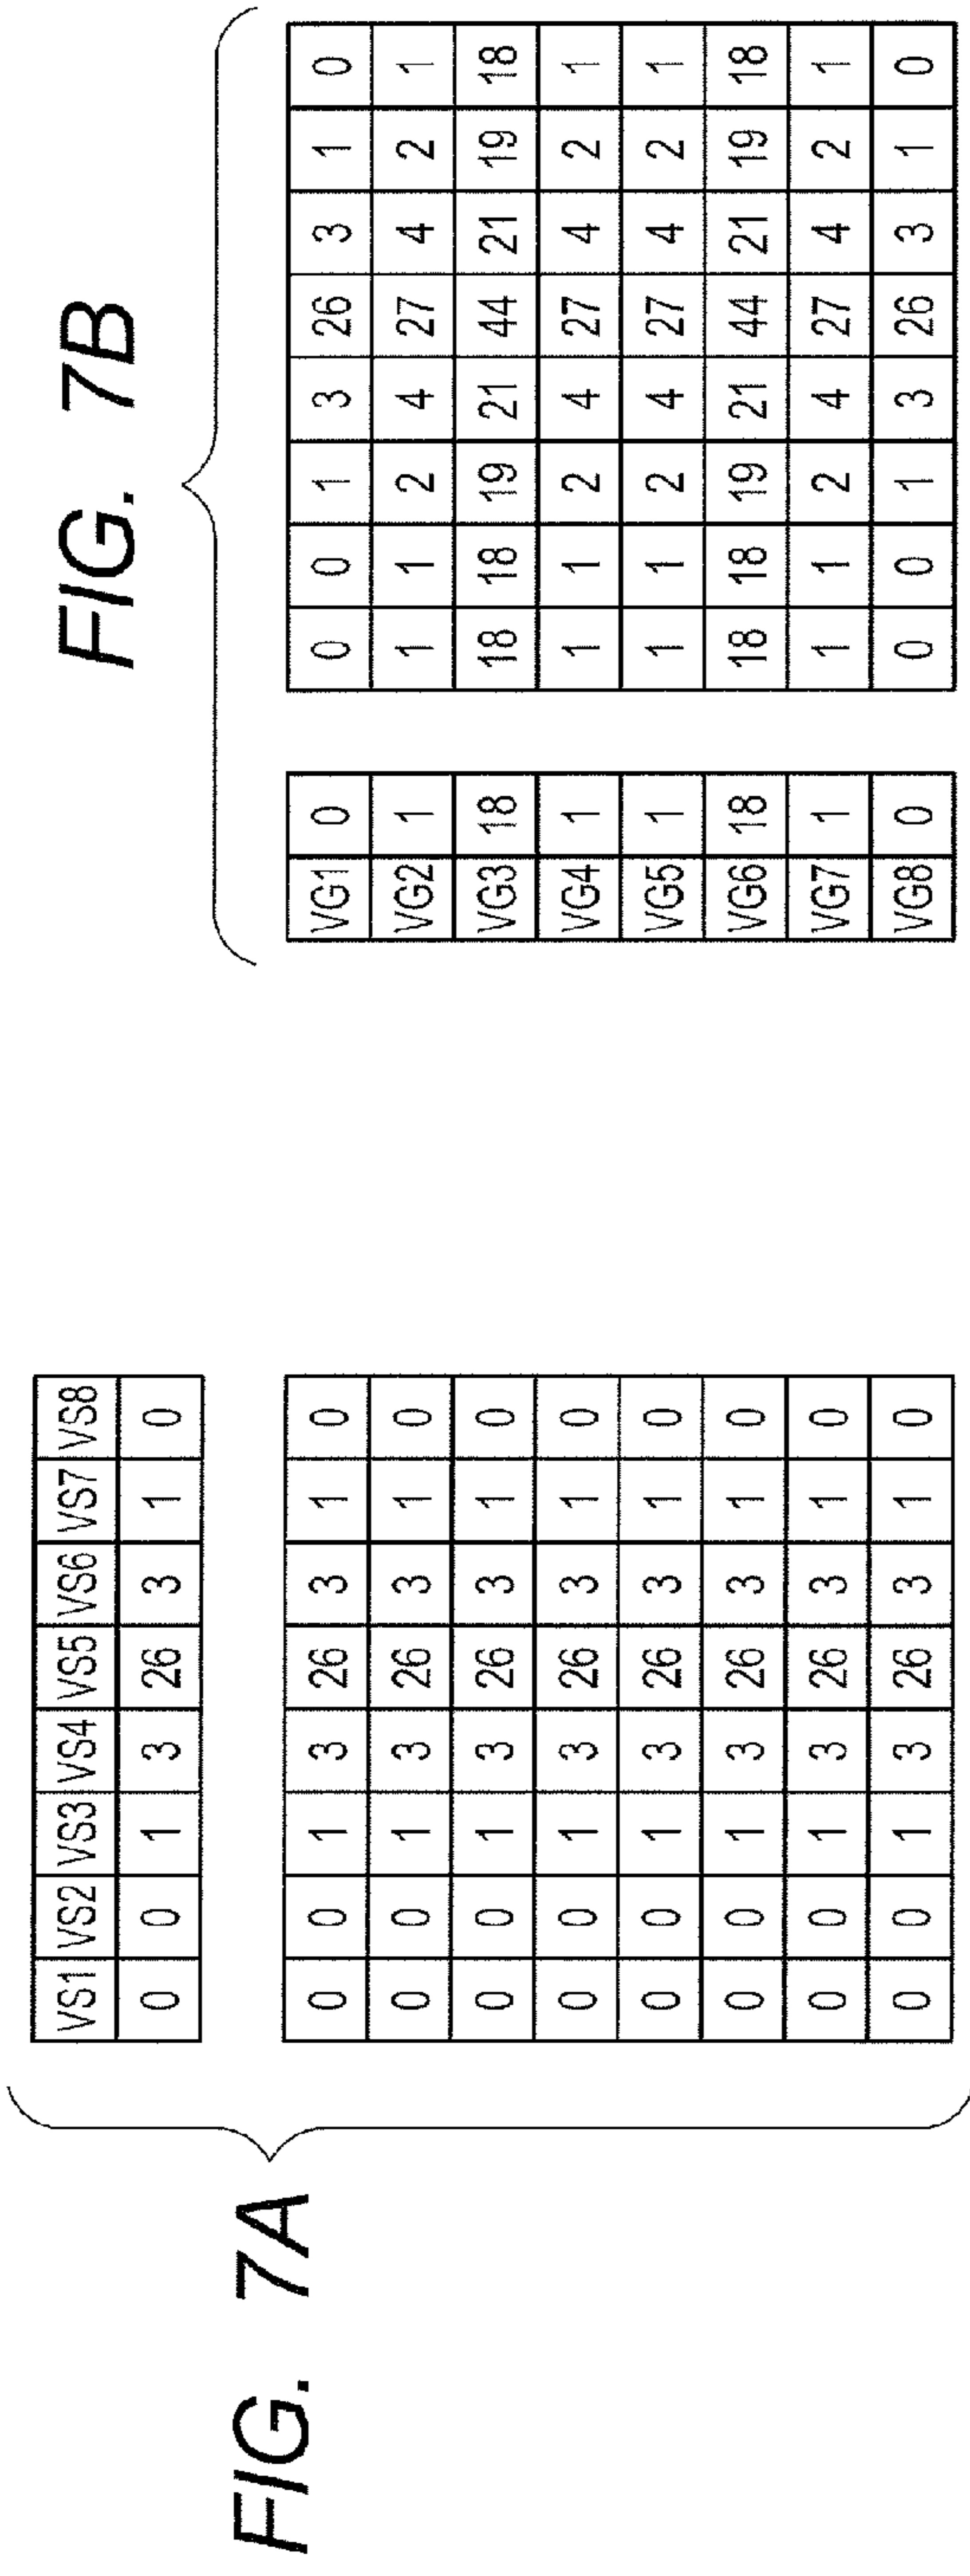 FIG. 7A
VS1 VS2 VS3 VS4 VS5 VS6 VS7 VS8
0 0 1 3 26 3 1 0
0 0 1 3 26 3 1 0
0 0 1 3 26 3 1 0
0 0 1 3 26 3 1 0
0 0 1 3 26 3 1 0
0 0 1 3 26 3 1 0
0 0 1 3 26 3 1 0
0 0 1 3 26 3 1 0
0 0 1 3 26 3 1 0
FIG. 7B
VG1 0 0 0 1 3 26 3 1 0
VG2 1 1 1 2 4 27 4 2 1
VG3 18 18 18 19 21 44 21 19 18
VG4 1 1 1 2 4 27 4 2 1
VG5 1 1 1 2 4 27 4 2 1
VG6 18 18 18 19 21 44 21 19 18
VG7 1 1 1 2 4 27 4 2 1
VG8 0 0 0 1 3 26 3 1 0